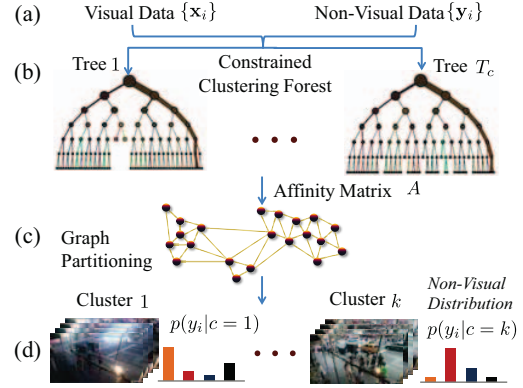 (a) Visual Data {x_i} Non-Visual Data {y_i}
(b) Tree 1 Constrained Clustering Forest Tree T_c
Affinity Matrix A
(c) Graph Partitioning
Cluster 1 Cluster k Non-Visual Distribution
(d) p(y_i|c = 1) p(y_i|c = k)